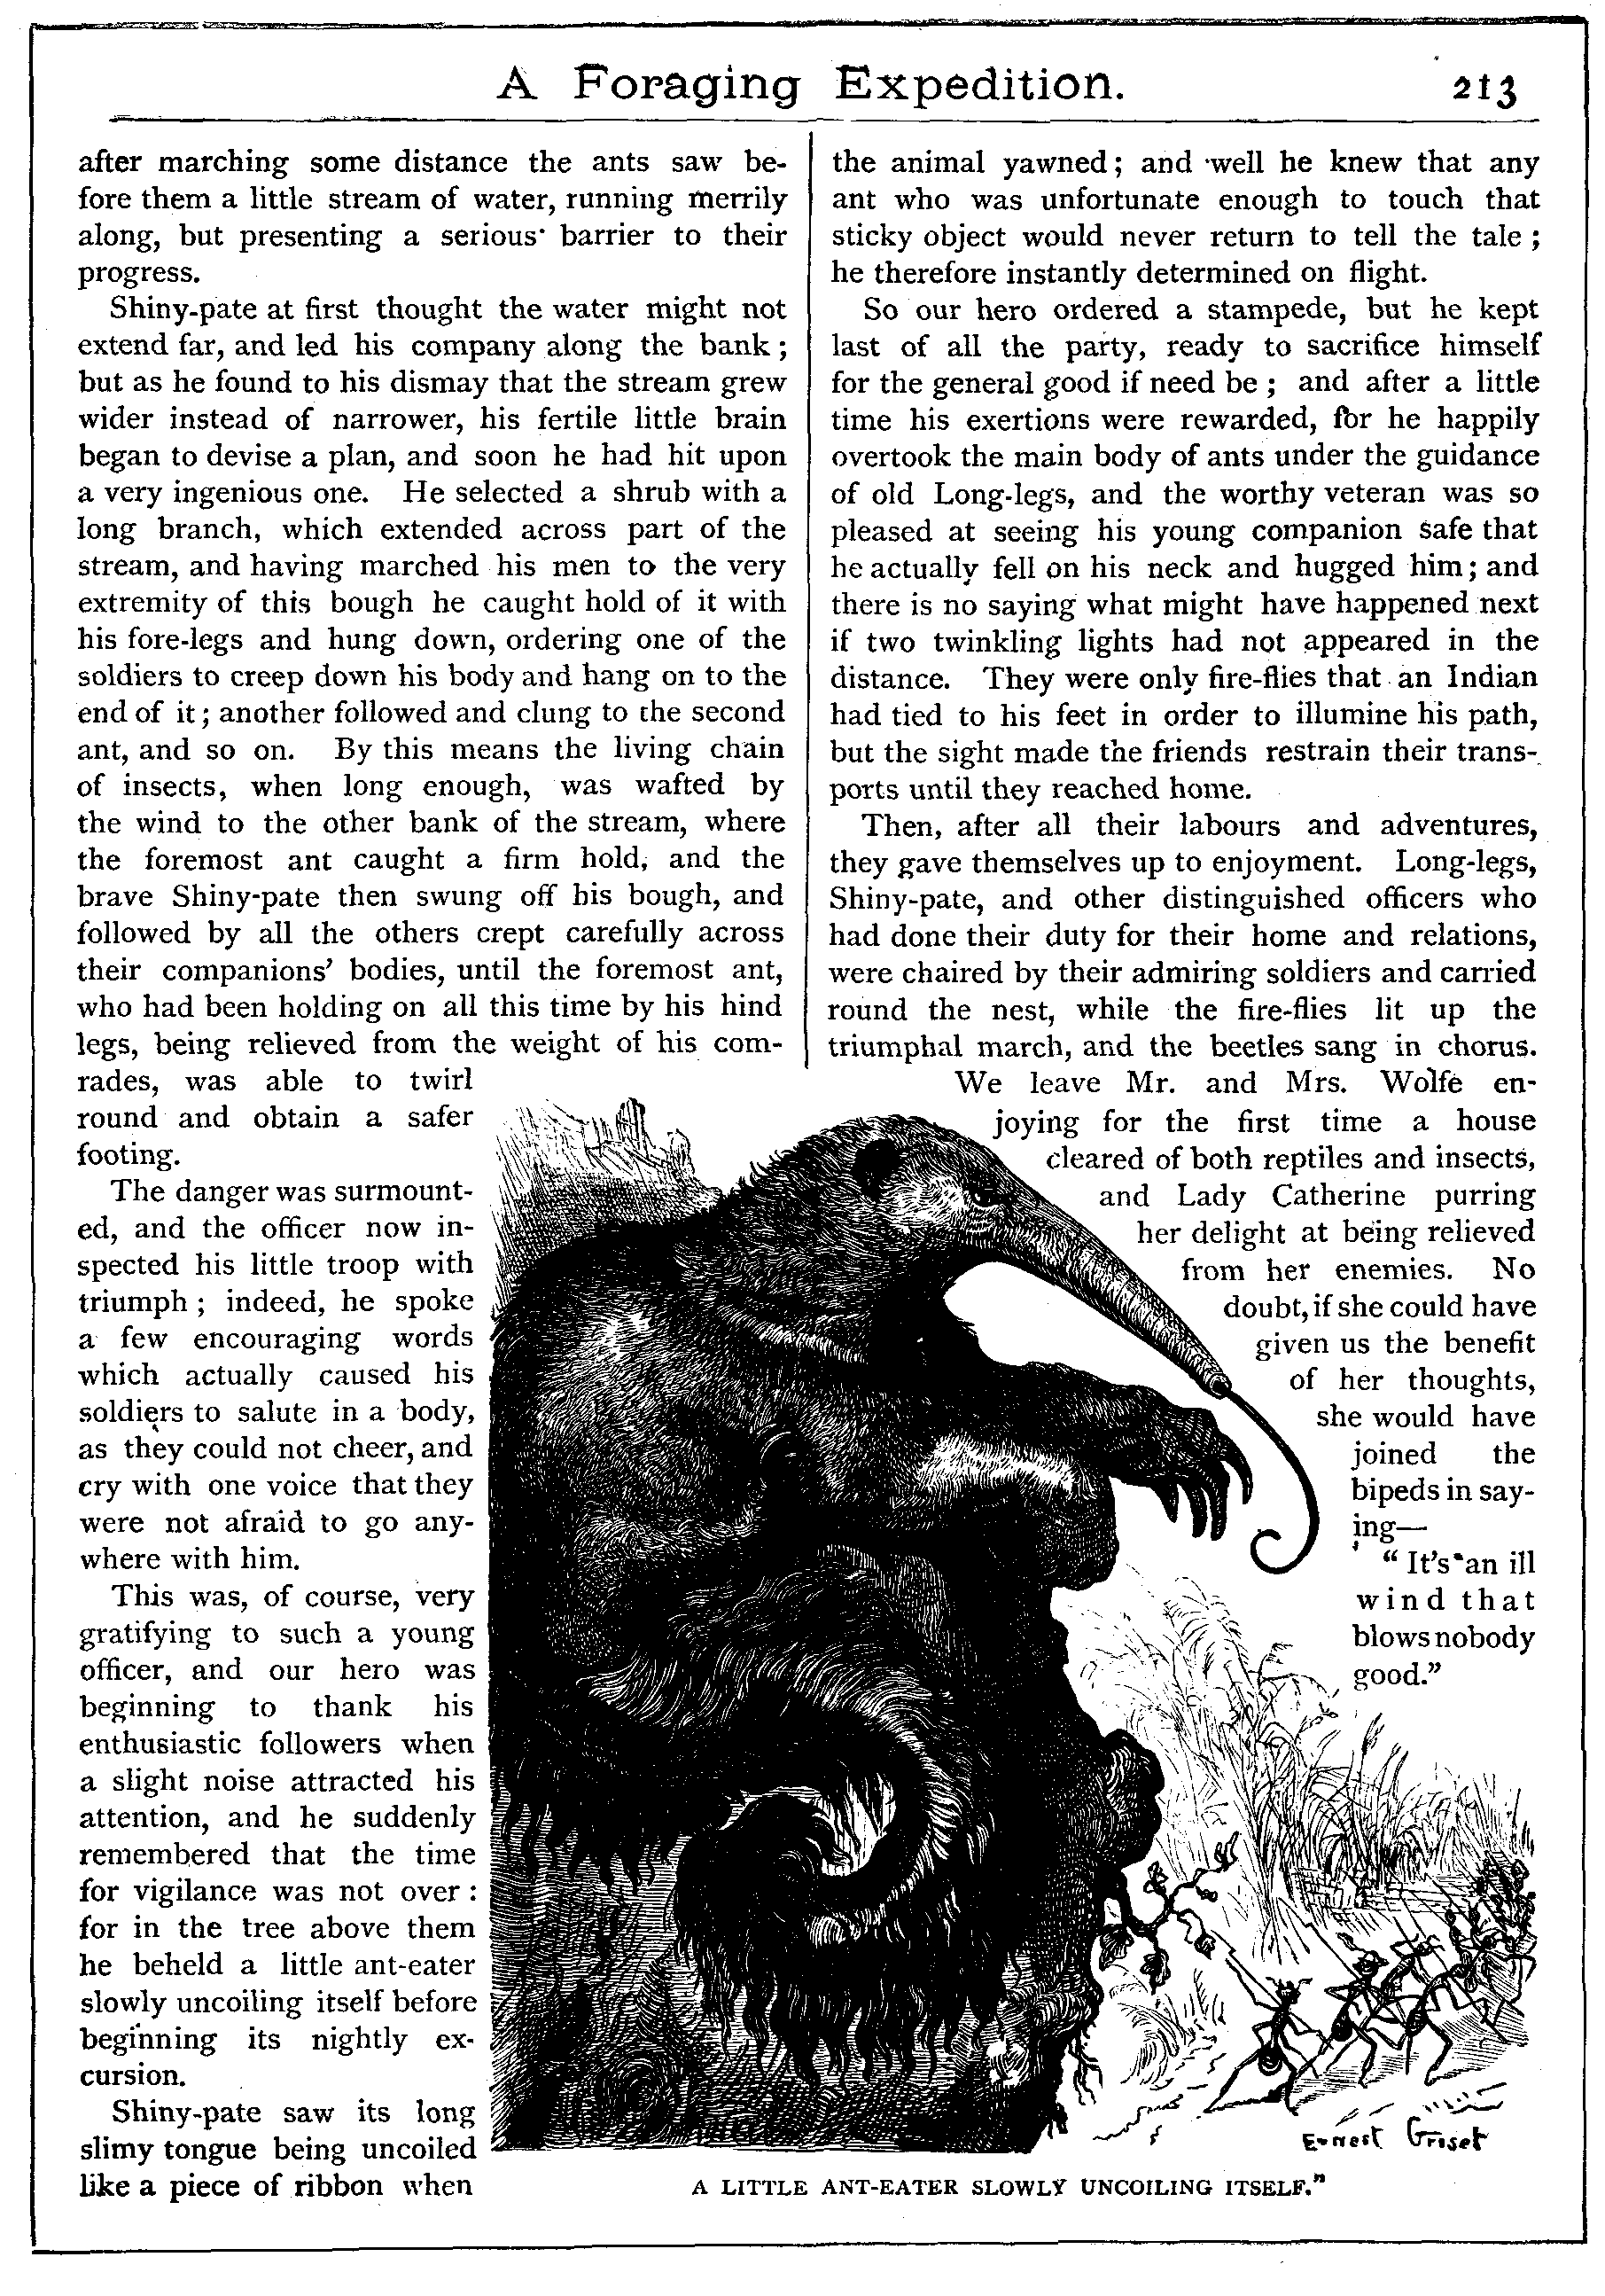 A Foraging Expedition. 213
after marching some distance the ants saw be-
fore them a little stream of water, running merrily
along, but presenting a serious barrier to their
progress.
Shiny-pate at first thought the water might not
extend far, and led his company along the bank;
but as he found to his dismay that the stream grew
wider instead of narrower, his fertile little brain
began to devise a plan, and soon he had hit upon
a very ingenious one. He selected a shrub with a
long branch, which extended across part of the
stream, and having marched his men to the very
extremity of this bough he caught hold of it with
his fore-legs and hung down, ordering one of the
soldiers to creep down his body and hang on to the
end of it; another followed and clung to the second
ant, and so on. By this means the living chain
of insects, when long enough, was wafted by
the wind to the other bank of the stream, where
the foremost ant caught a firm hold, and the
brave Shiny-pate then swung off his bough, and
followed by all the others crept carefully across
their companions' bodies, until the foremost ant,
who had been holding on all this time by his hind
legs, being relieved from the weight of his com-
rades, was able to twirl
round and obtain a safer
footing.
The danger was surmount-
ed, and the officer now in-
spected his little troop with
triumph; indeed, he spoke
a few encouraging words
which actually caused his
soldiers to salute in a body,
as they could not cheer, and
cry with one voice that they
were not afraid to go any-
where with him.
This was, of course, very
gratifying to such a young
officer, and our hero was
beginning to thank his
enthusiastic followers when
a slight noise attracted his
attention, and he suddenly
remembered that the time
for vigilance was not over:
for in the tree above them
he beheld a little ant-eater
slowly uncoiling itself before
beginning its nightly ex-
cursion.
Shiny-pate saw its long
slimy tongue being uncoiled
like a piece of ribbon when
the animal yawned; and well he knew that any
ant who was unfortunate enough to touch that
sticky object would never return to tell the tale;
he therefore instantly determined on flight.
So our hero ordered a stampede, but he kept
last of all the party, ready to sacrifice himself
for the general good if need be; and after a little
time his exertions were rewarded, for he happily
overtook the main body of ants under the guidance
of old Long-legs, and the worthy veteran was so
pleased at seeing his young companion safe that
he actually fell on his neck and hugged him; and
there is no saying what might have happened next
if two twinkling lights had not appeared in the
distance. They were only fire-flies that an Indian
had tied to his feet in order to illumine his path,
but the sight made the friends restrain their trans-
ports until they reached home.
Then, after all their labours and adventures,
they gave themselves up to enjoyment. Long-legs,
Shiny-pate, and other distinguished officers who
had done their duty for their home and relations,
were chaired by their admiring soldiers and carried
round the nest, while the fire-flies lit up the
triumphal march, and the beetles sang in chorus.
We leave Mr. and Mrs. Wolfe en-
joying for the first time a house
cleared of both reptiles and insects,
and Lady Catherine purring
her delight at being relieved
from her enemies. No
doubt, if she could have
given us the benefit
of her thoughts,
she would have
joined the
bipeds in say-
ing—
"It's an ill
wind that
blows nobody
good."
Ernest Griset
A LITTLE ANT-EATER SLOWLY UNCOILING ITSELF."